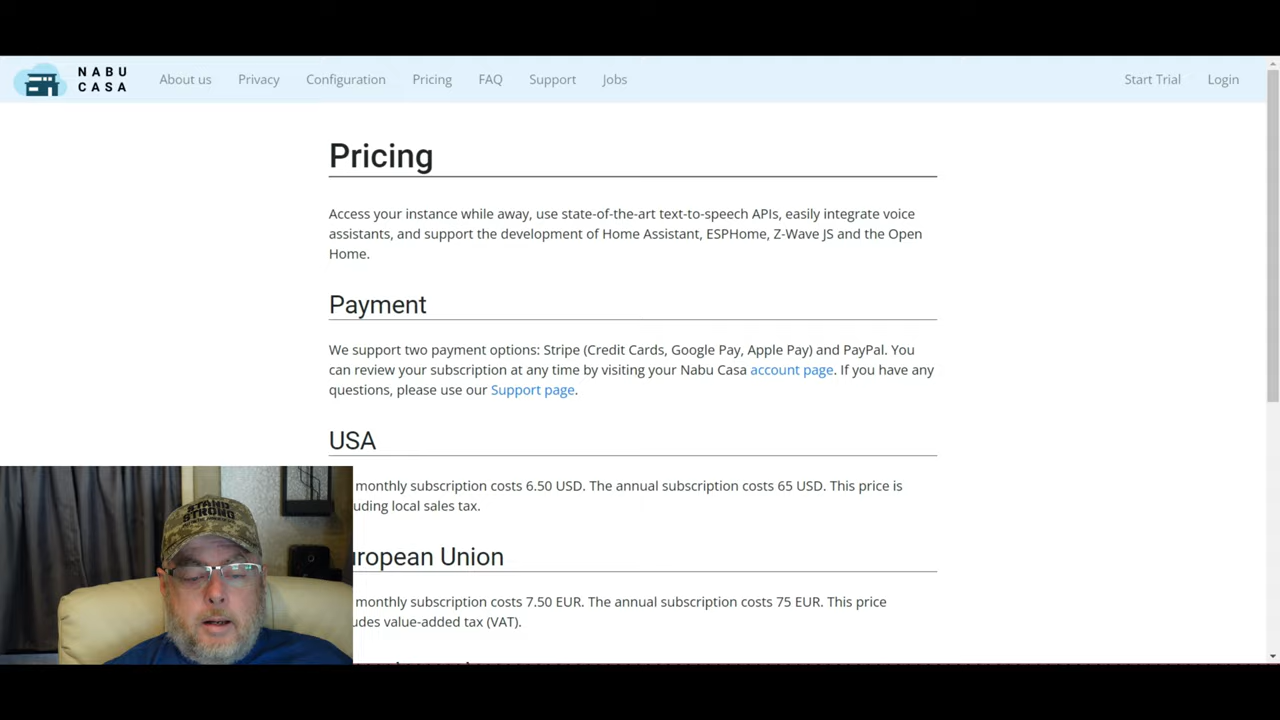 NABU
CASA
About us
Privacy
Configuration
Pricing
FAQ
Support
Jobs
Start Trial
Login
Pricing
Access your instance while away, use state-of-the-art text-to-speech APIs, easily integrate voice
assistants, and support the development of Home Assistant, ESPHome, Z-Wave JS and the Open
Home.
Payment
We support two payment options: Stripe (Credit Cards, Google Pay, Apple Pay) and PayPal. You
can review your subscription at any time by visiting your Nabu Casa account page. If you have any
questions, please use our Support page.
USA
monthly subscription costs 6.50 USD. The annual subscription costs 65 USD. This price is
uding local sales tax.
uropean Union
monthly subscription costs 7.50 EUR. The annual subscription costs 75 EUR. This price
udes value-added tax (VAT).
STAND
STRONG